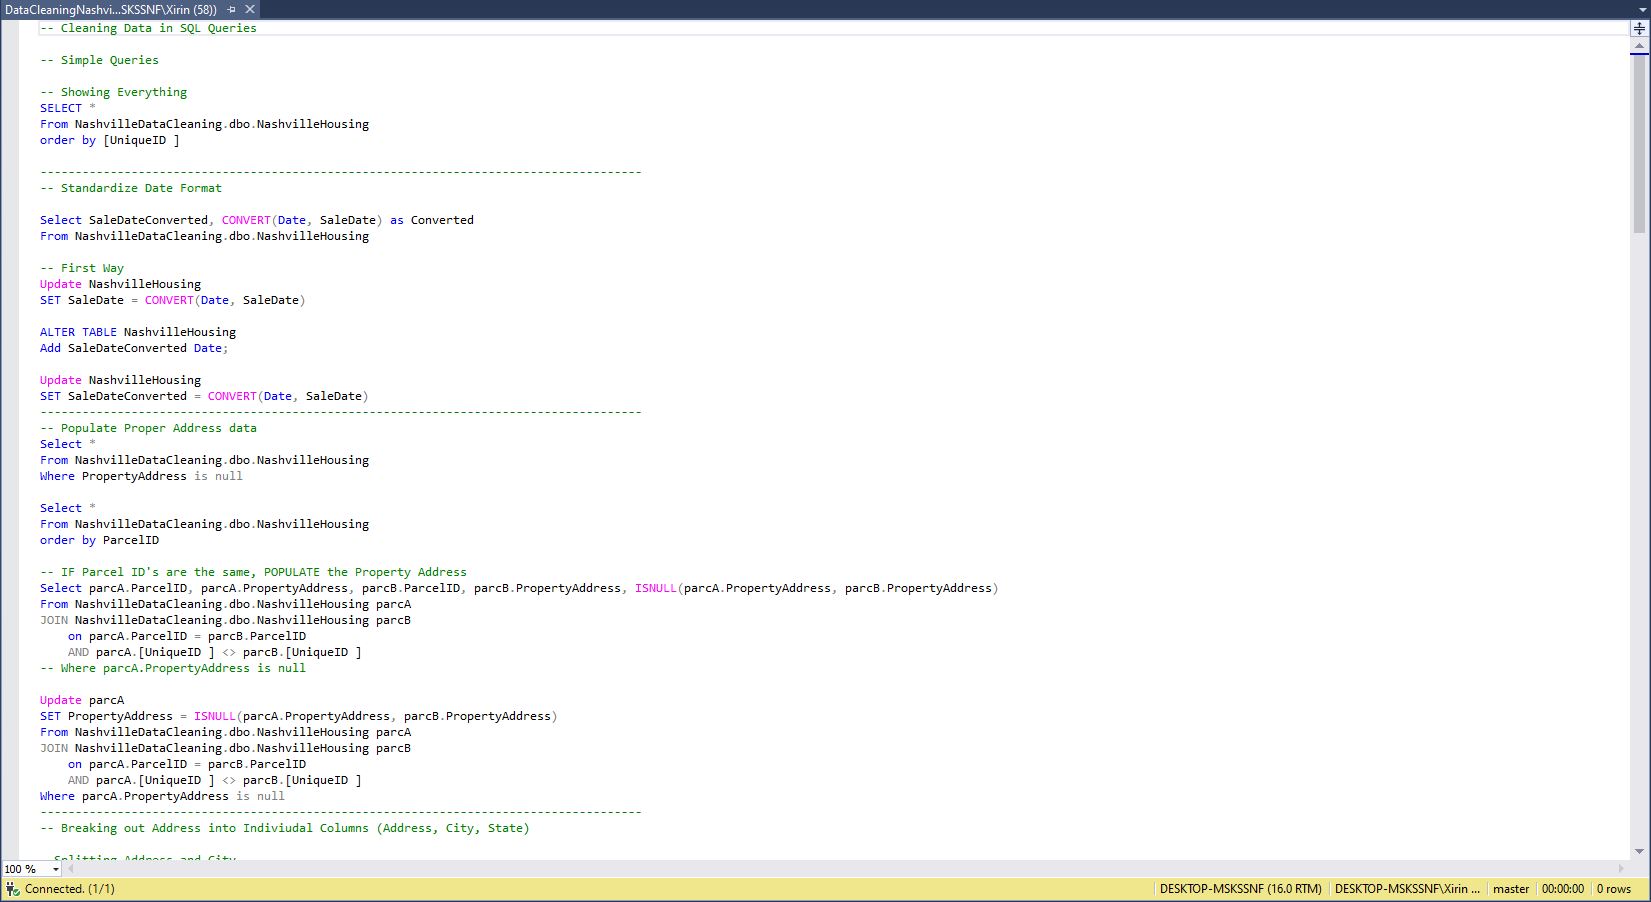 DataCleaningNashvi...SKSSNF\Xirin (58))
-- Cleaning Data in SQL Queries
-- Simple Queries
-- Showing Everything
SELECT *
From NashvilleDataCleaning.dbo.NashvilleHousing
order by [UniqueID ]
--------------------------------------------------------------------------------------
-- Standardize Date Format
Select SaleDateConverted, CONVERT(Date, SaleDate) as Converted
From NashvilleDataCleaning.dbo.NashvilleHousing
-- First Way
Update NashvilleHousing
SET SaleDate = CONVERT(Date, SaleDate)
ALTER TABLE NashvilleHousing
Add SaleDateConverted Date;
Update NashvilleHousing
SET SaleDateConverted = CONVERT(Date, SaleDate)
--------------------------------------------------------------------------------------
-- Populate Proper Address data
Select *
From NashvilleDataCleaning.dbo.NashvilleHousing
Where PropertyAddress is null
Select *
From NashvilleDataCleaning.dbo.NashvilleHousing
order by ParcelID
-- IF Parcel ID's are the same, POPULATE the Property Address
Select parcA.ParcelID, parcA.PropertyAddress, parcB.ParcelID, parcB.PropertyAddress, ISNULL(parcA.PropertyAddress, parcB.PropertyAddress)
From NashvilleDataCleaning.dbo.NashvilleHousing parcA
JOIN NashvilleDataCleaning.dbo.NashvilleHousing parcB
on parcA.ParcelID = parcB.ParcelID
AND parcA.[UniqueID ] <> parcB.[UniqueID ]
-- Where parcA.PropertyAddress is null
Update parcA
SET PropertyAddress = ISNULL(parcA.PropertyAddress, parcB.PropertyAddress)
From NashvilleDataCleaning.dbo.NashvilleHousing parcA
JOIN NashvilleDataCleaning.dbo.NashvilleHousing parcB
on parcA.ParcelID = parcB.ParcelID
AND parcA.[UniqueID ] <> parcB.[UniqueID ]
Where parcA.PropertyAddress is null
--------------------------------------------------------------------------------------
-- Breaking out Address into Indiviudal Columns (Address, City, State)
Splitting Address and City
100 %
Connected. (1/1)
DESKTOP-MSKSSNF (16.0 RTM)
DESKTOP-MSKSSNF\Xirin ...
master
00:00:00
0 rows